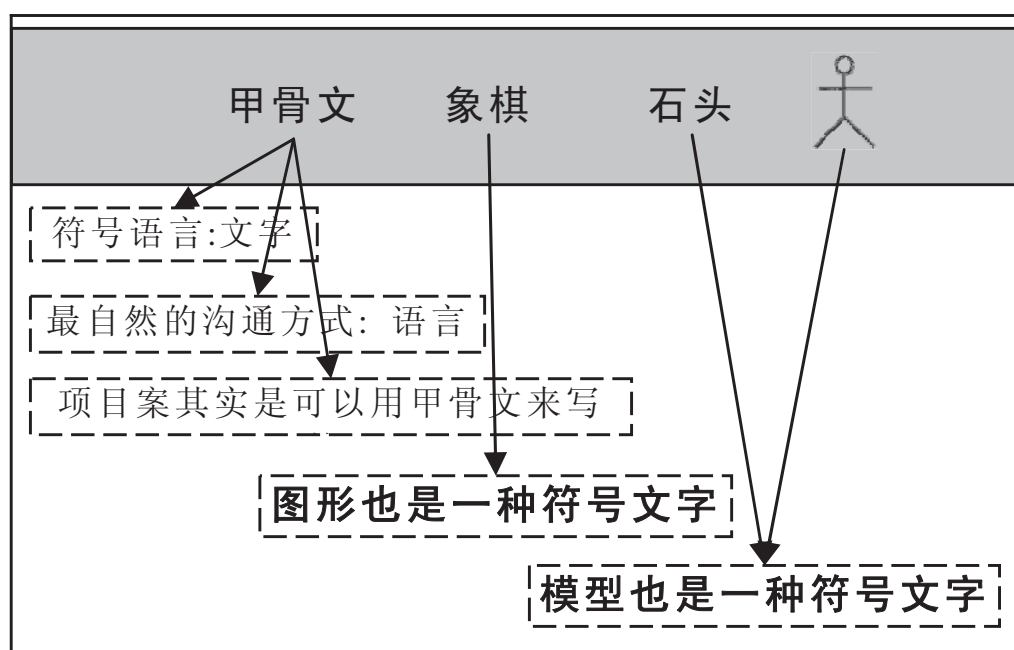 甲骨文 象棋 石头
符号语言:文字
最自然的沟通方式: 语言
项目案其实是可以用甲骨文来写
图形也是一种符号文字
模型也是一种符号文字